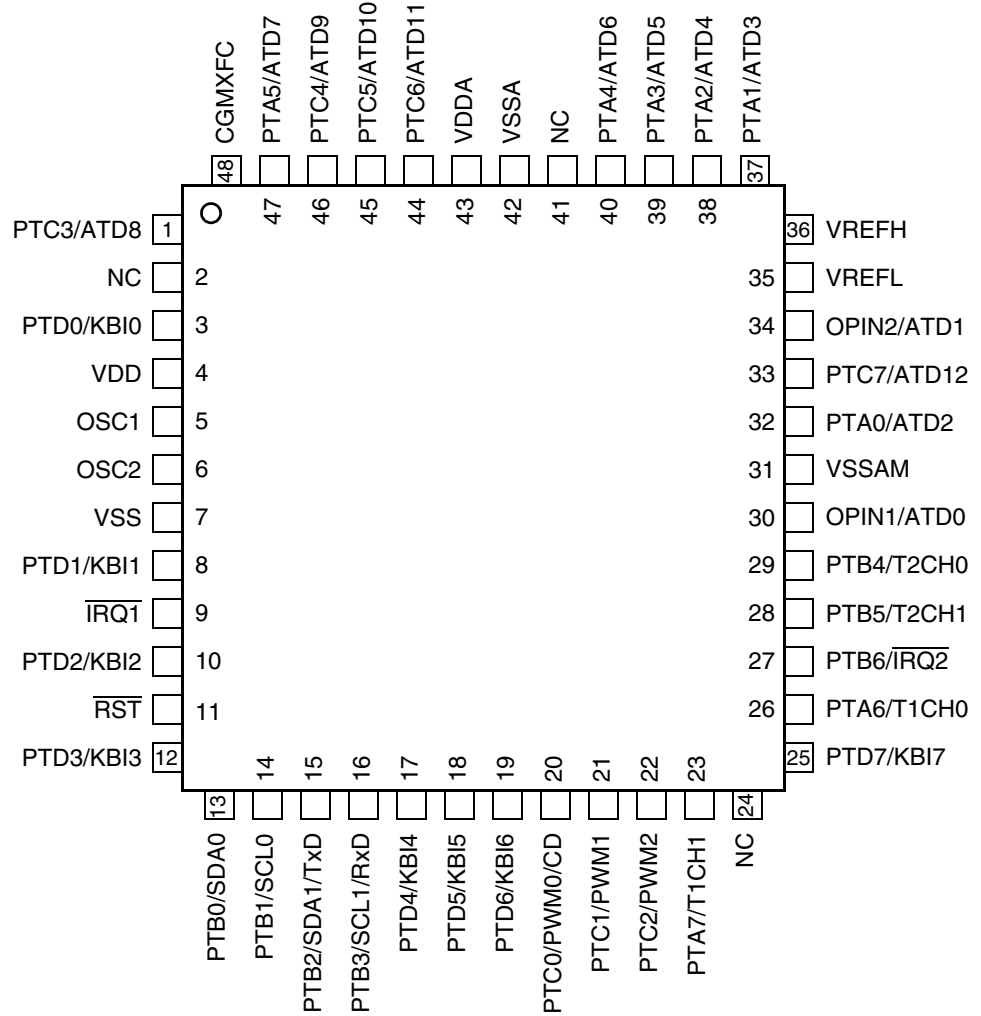 CGMXFC
PTA5/ATD7
PTC4/ATD9
PTC5/ATD10
PTC6/ATD11
VDDA
VSSA
NC
PTA4/ATD6
PTA3/ATD5
PTA2/ATD4
PTA1/ATD3
48
47
46
45
44
43
42
41
40
39
38
37
PTC3/ATD8 1
NC 2
PTD0/KBI0 3
VDD 4
OSC1 5
OSC2 6
VSS 7
PTD1/KBI1 8
IRQ1 9
PTD2/KBI2 10
RST 11
PTD3/KBI3 12
36 VREFH
35 VREFL
34 OPIN2/ATD1
33 PTC7/ATD12
32 PTA0/ATD2
31 VSSAM
30 OPIN1/ATD0
29 PTB4/T2CH0
28 PTB5/T2CH1
27 PTB6/IRQ2
26 PTA6/T1CH0
25 PTD7/KBI7
13
14
15
16
17
18
19
20
21
22
23
24
PTB0/SDA0
PTB1/SCL0
PTB2/SDA1/TxD
PTB3/SCL1/RxD
PTD4/KBI4
PTD5/KBI5
PTD6/KBI6
PTC0/PWM0/CD
PTC1/PWM1
PTC2/PWM2
PTA7/T1CH1
NC